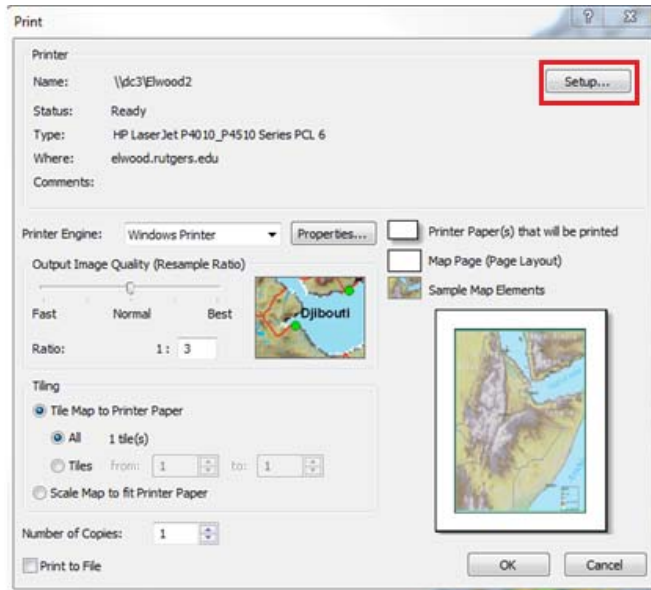 Print
Printer
Name: \\dc3\Elwood2
Setup...
Status: Ready
Type: HP LaserJet P4010_P4510 Series PCL 6
Where: elwood.rutgers.edu
Comments:
Printer Engine: Windows Printer Properties...
Printer Paper(s) that will be printed
Output Image Quality (Resample Ratio)
Map Page (Page Layout)
Sample Map Elements
Fast Normal Best
Djibouti
Ratio: 1: 3
Tiling
Tile Map to Printer Paper
All 1 tile(s)
Tiles from: 1 to: 1
Scale Map to fit Printer Paper
Number of Copies: 1
Print to File
OK Cancel